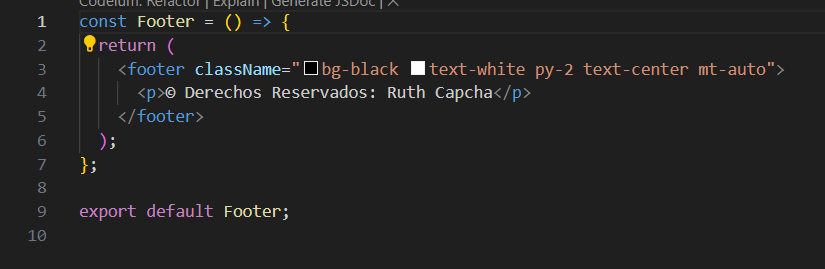 Codeium: Refactor | Explain | Generate JSDoc | ×
1 const Footer = () => {
2 return (
3 <footer className="bg-black text-white py-2 text-center mt-auto">
4 <p>© Derechos Reservados: Ruth Capcha</p>
5 </footer>
6 );
7 };
8
9 export default Footer;
10